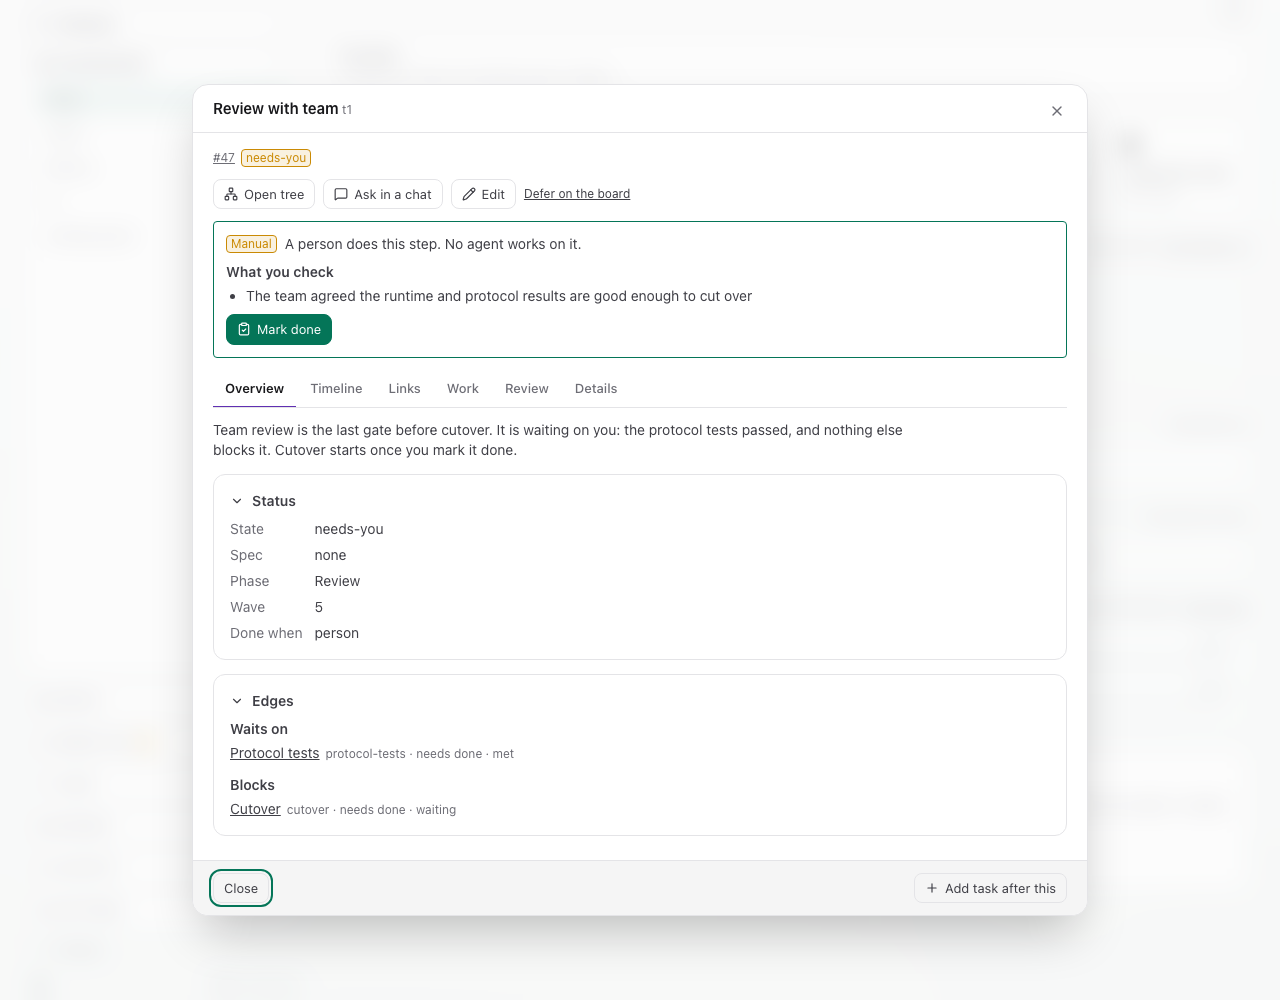 Review with team t1
#47 needs-you
Open tree Ask in a chat Edit Defer on the board
Manual A person does this step. No agent works on it.
What you check
• The team agreed the runtime and protocol results are good enough to cut over
Mark done
Overview Timeline Links Work Review Details
Team review is the last gate before cutover. It is waiting on you: the protocol tests passed, and nothing else
blocks it. Cutover starts once you mark it done.
Status
State needs-you
Spec none
Phase Review
Wave 5
Done when person
Edges
Waits on
Protocol tests protocol-tests · needs done · met
Blocks
Cutover cutover · needs done · waiting
Close Add task after this